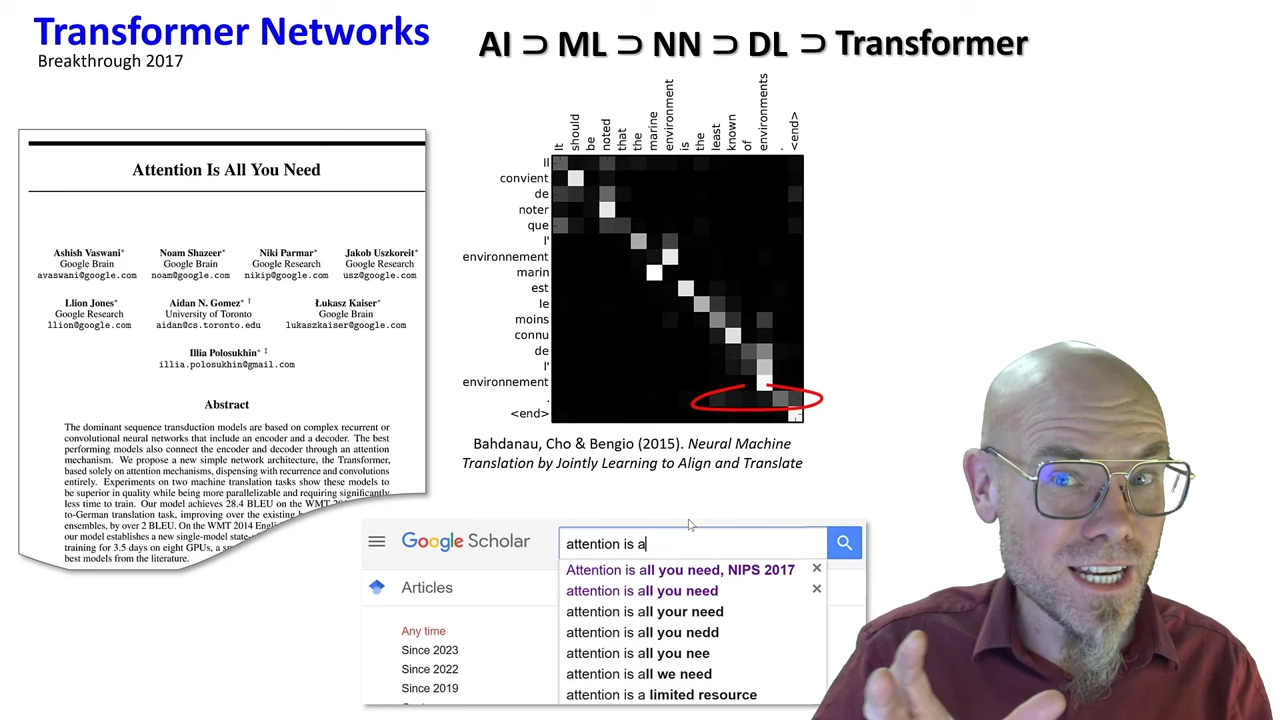 Transformer Networks
Breakthrough 2017
AI ⊃ ML ⊃ NN ⊃ DL ⊃ Transformer
Attention Is All You Need
Ashish Vaswani* Noam Shazeer* Niki Parmar* Jakob Uszkoreit*
Google Brain Google Brain Google Research Google Research
avaswani@google.com noam@google.com nikip@google.com usz@google.com
Llion Jones* Aidan N. Gomez* † Łukasz Kaiser*
Google Research University of Toronto Google Brain
llion@google.com aidan@cs.toronto.edu lukaszkaiser@google.com
Illia Polosukhin* ‡
illia.polosukhin@gmail.com
Abstract
The dominant sequence transduction models are based on complex recurrent or
convolutional neural networks that include an encoder and a decoder. The best
performing models also connect the encoder and decoder through an attention
mechanism. We propose a new simple network architecture, the Transformer,
based solely on attention mechanisms, dispensing with recurrence and convolutions
entirely. Experiments on two machine translation tasks show these models to
be superior in quality while being more parallelizable and requiring significantly
less time to train. Our model achieves 28.4 BLEU on the WMT
to-German translation task, improving over the existing
ensembles, by over 2 BLEU. On the WMT 2014
our model establishes a new single-model
training for 3.5 days on eight GPUs, a
best models from the literature.
It
should
be
noted
that
the
marine
environment
is
the
least
known
of
environments
.
<end>
Il
convient
de
noter
que
l'
environnement
marin
est
le
moins
connu
de
l'
environnement
.
<end>
Bahdanau, Cho & Bengio (2015). Neural Machine
Translation by Jointly Learning to Align and Translate
Google Scholar
attention is a
Articles
Attention is all you need, NIPS 2017
attention is all you need
attention is all your need
attention is all you nedd
attention is all you nee
attention is all we need
attention is a limited resource
Any time
Since 2023
Since 2022
Since 2019